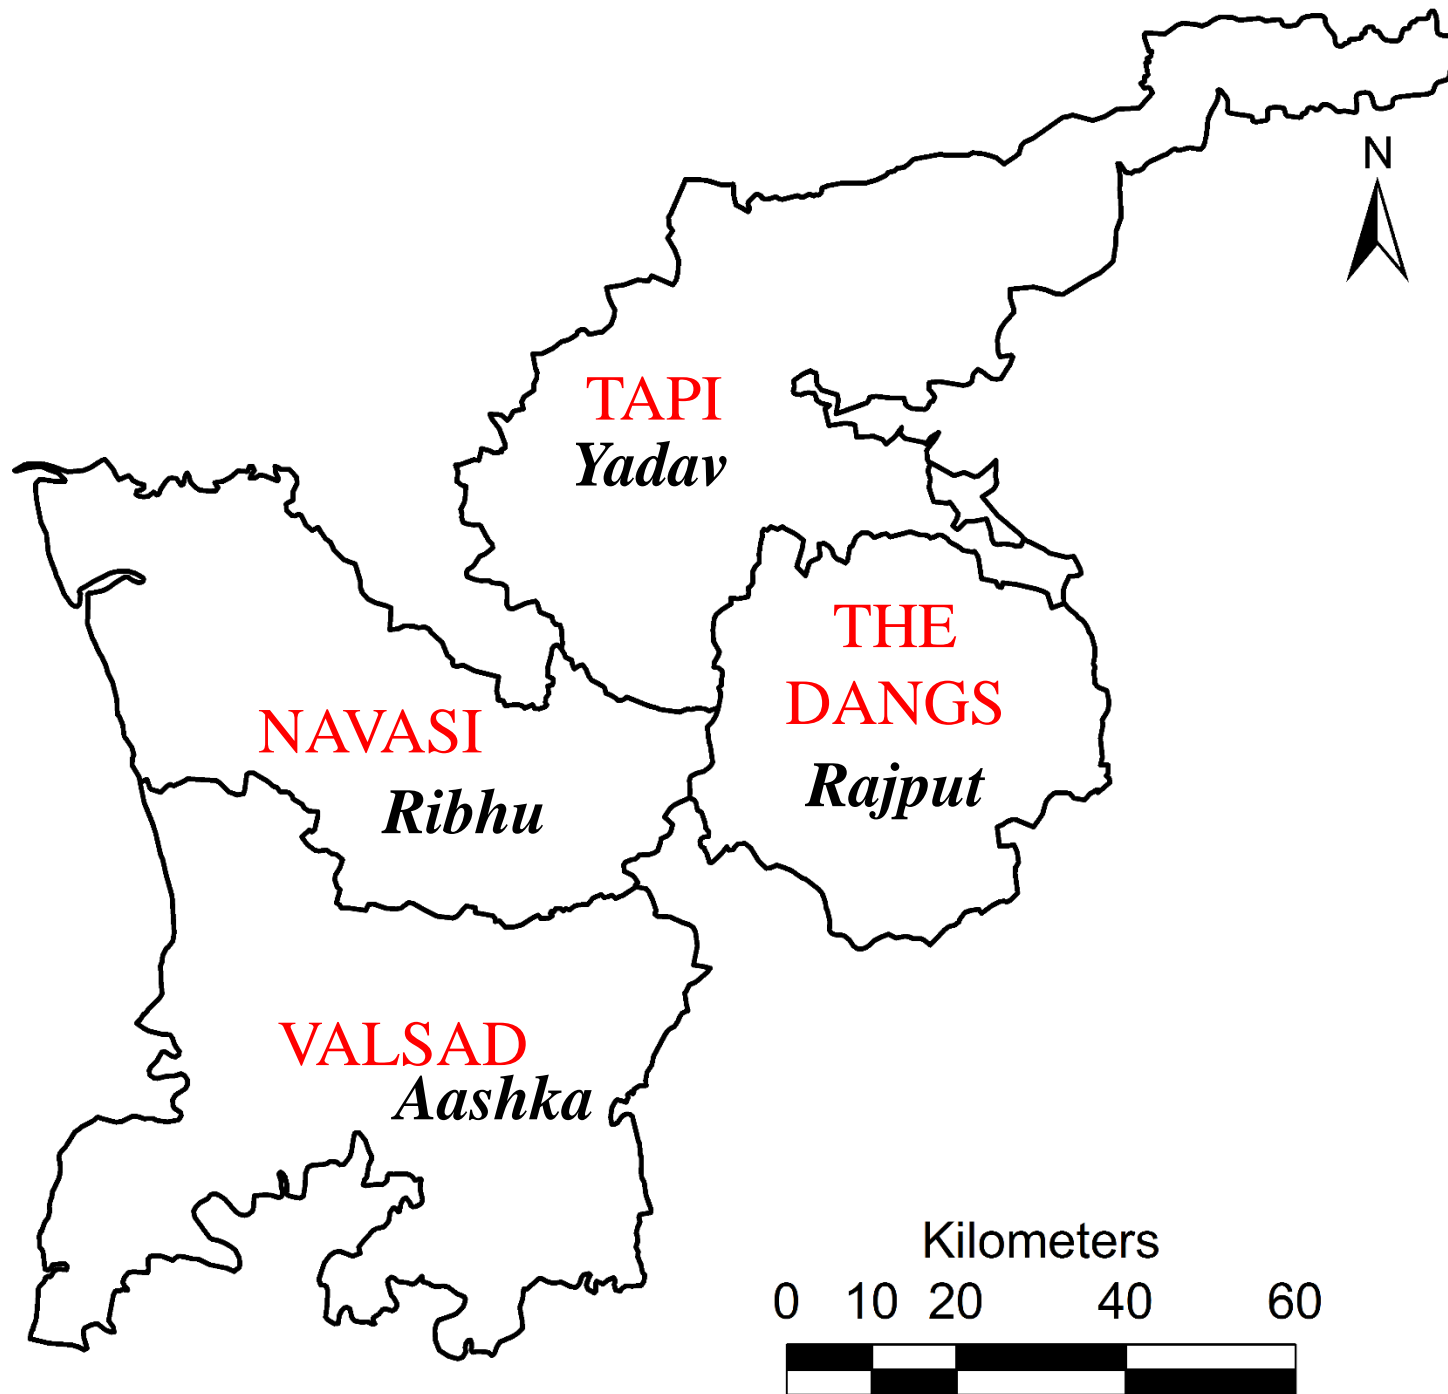 N
TAPI
Yadav
THE
DANGS
Rajput
NAVASI
Ribhu
VALSAD
Aashka
Kilometers
0 10 20 40 60